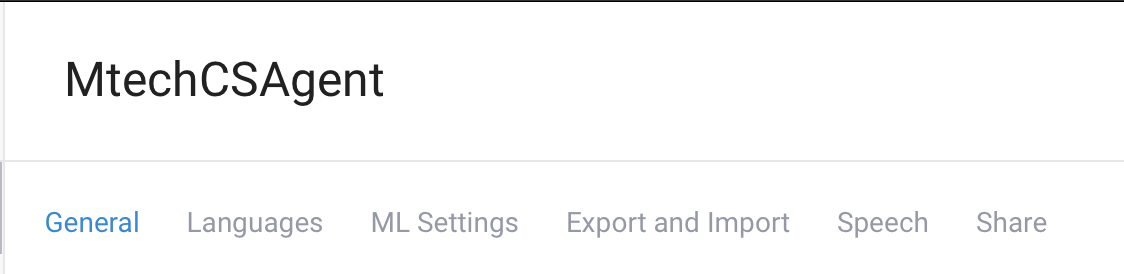 MtechCSAgent
General Languages ML Settings Export and Import Speech Share